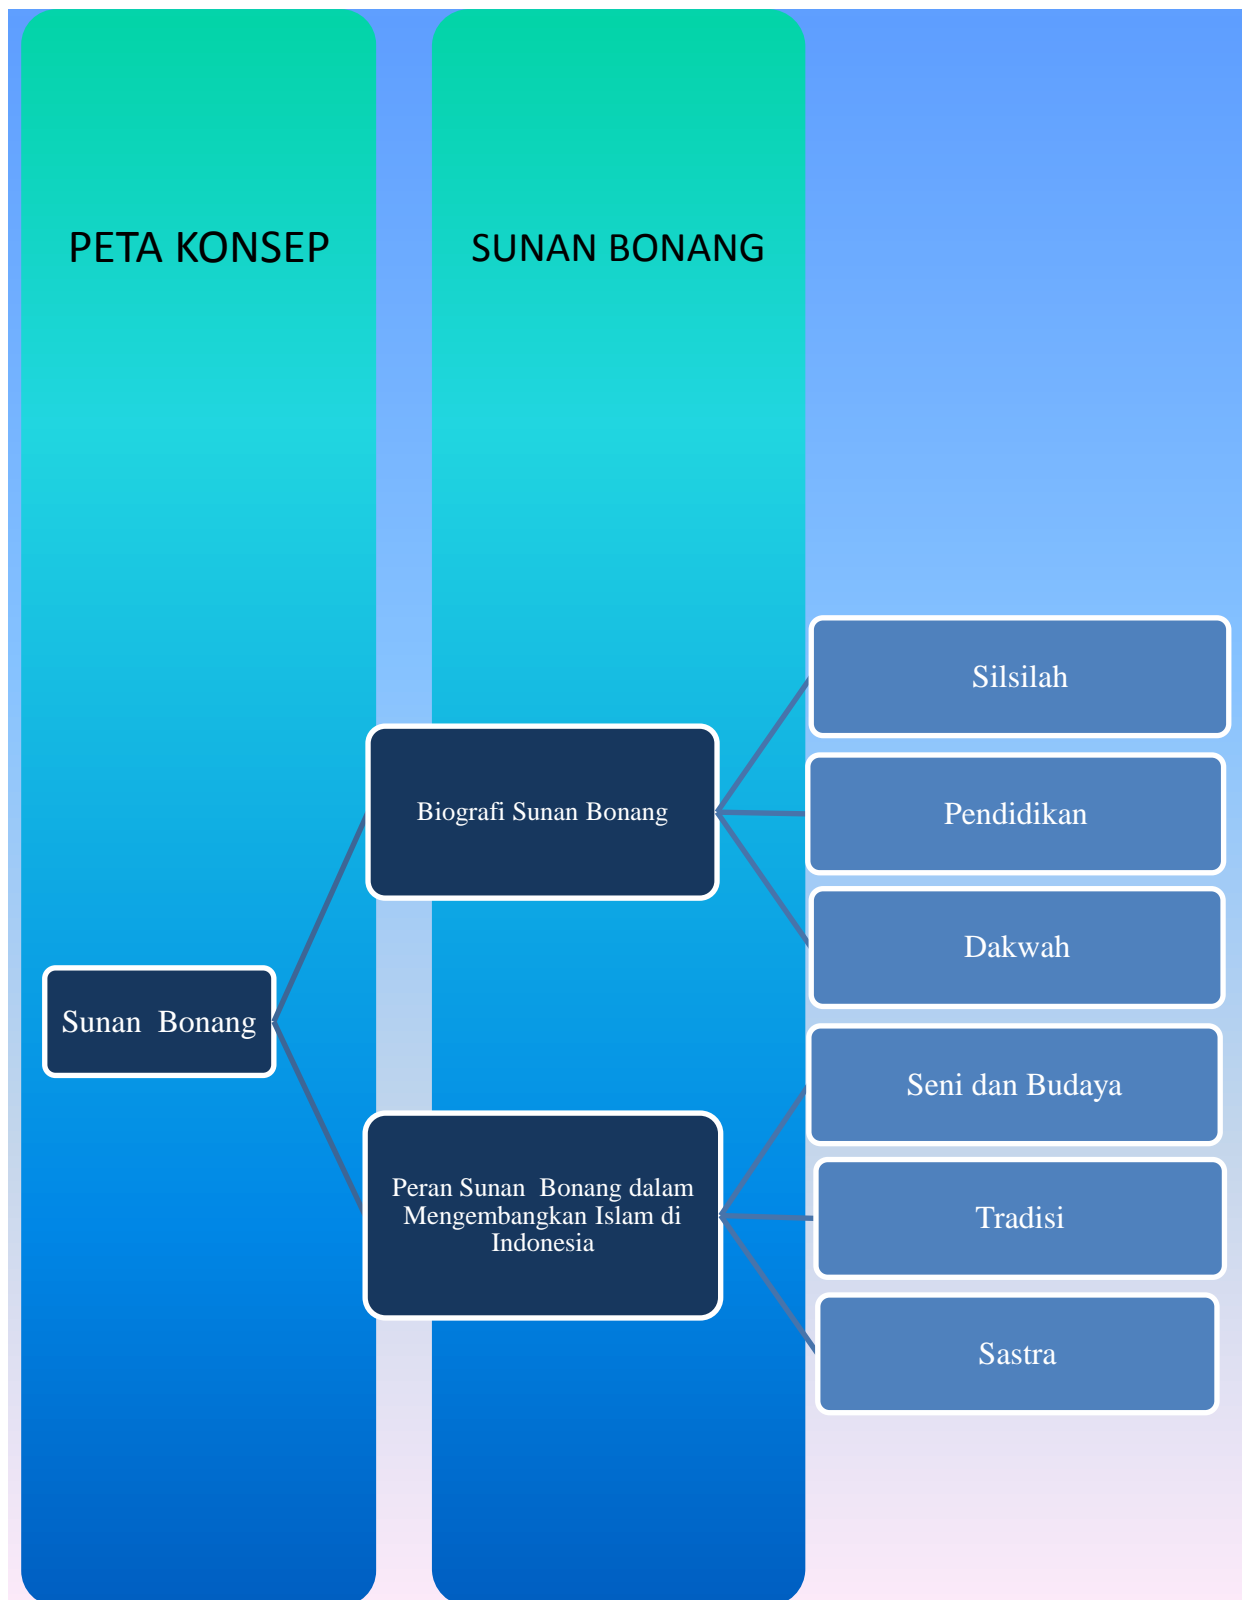 PETA KONSEP
SUNAN BONANG
Silsilah
Biografi Sunan Bonang
Pendidikan
Dakwah
Sunan  Bonang
Seni dan Budaya
Peran Sunan  Bonang dalam
Mengembangkan Islam di
Indonesia
Tradisi
Sastra